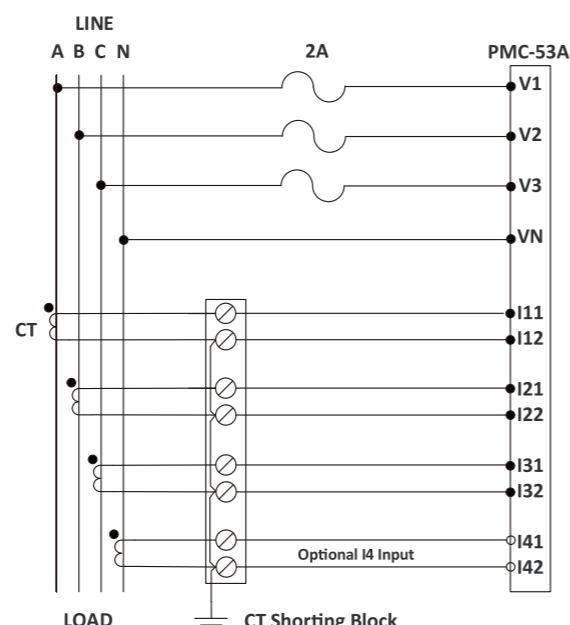 LINE
A B C N 2A PMC-53A
V1
V2
V3
VN
I11
CT
I12
I21
I22
I31
I32
I41
Optional I4 Input
I42
LOAD CT Shorting Block